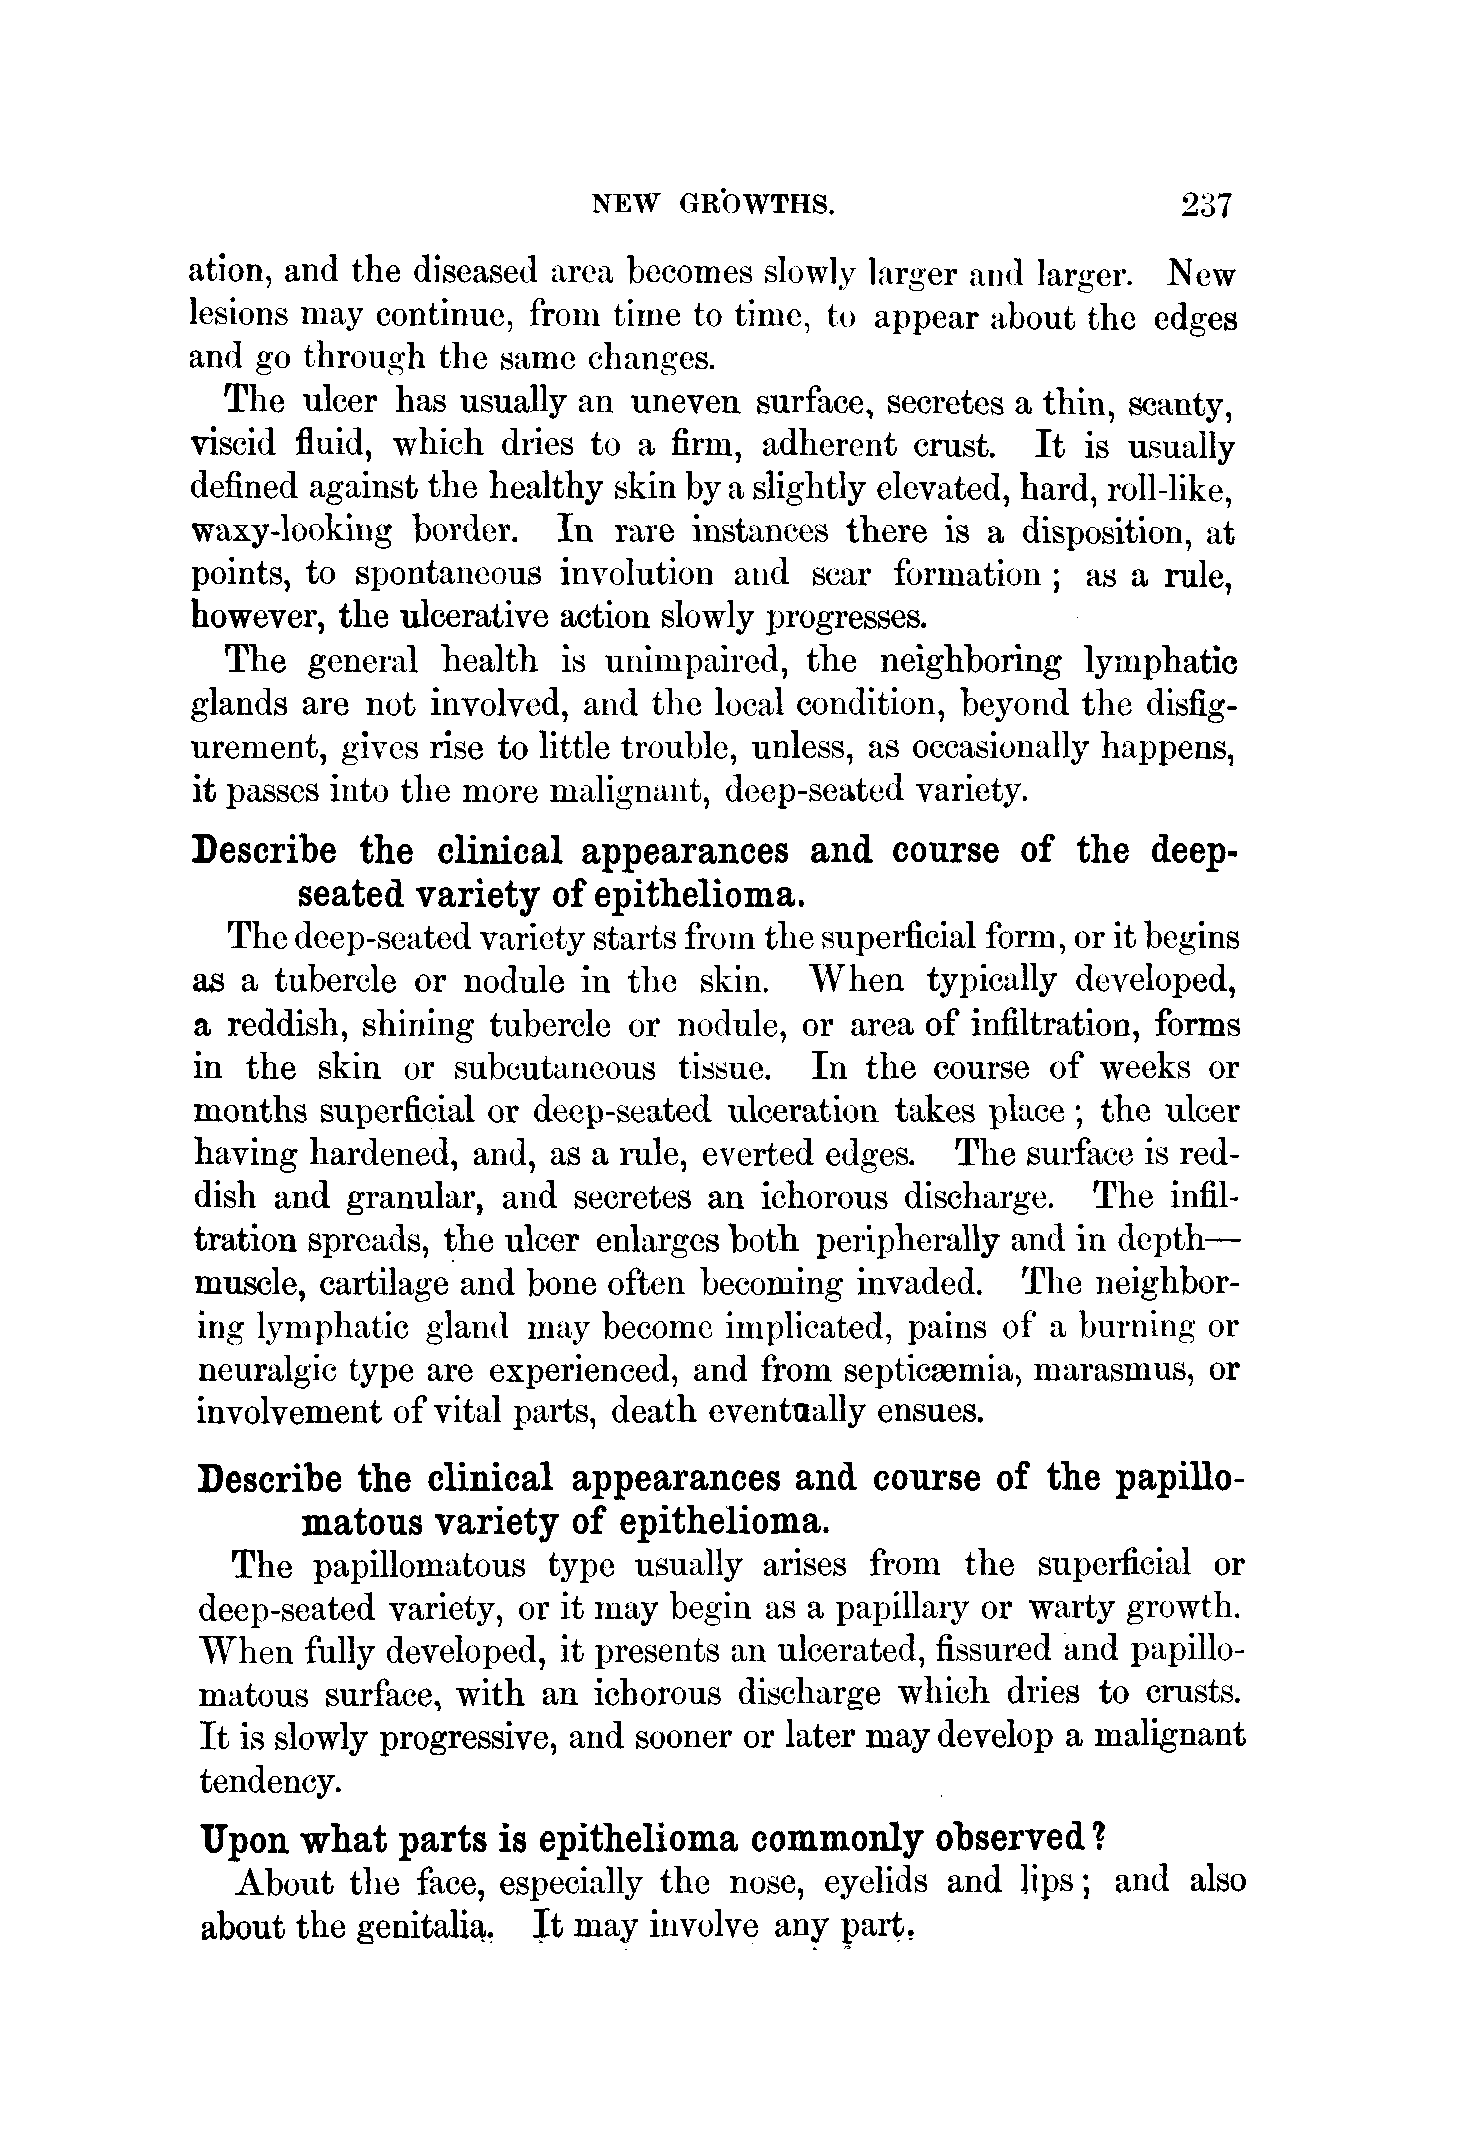 NEW GROWTHS. 237
ation, and the diseased area becomes slowly larger and larger. New
lesions may continue, from time to time, to appear about the edges
and go through the same changes.
The ulcer has usually an uneven surface, secretes a thin, scanty,
viscid fluid, which dries to a firm, adherent crust. It is usually
defined against the healthy skin by a slightly elevated, hard, roll-like,
waxy-looking border. In rare instances there is a disposition, at
points, to spontaneous involution and scar formation ; as a rule,
however, the ulcerative action slowly progresses.
The general health is unimpaired, the neighboring lymphatic
glands are not involved, and the local condition, beyond the disfig-
urement, gives rise to little trouble, unless, as occasionally happens,
it passes into the more malignant, deep-seated variety.
Describe the clinical appearances and course of the deep-
seated variety of epithelioma.
The deep-seated variety starts from the superficial form, or it begins
as a tubercle or nodule in the skin. When typically developed,
a reddish, shining tubercle or nodule, or area of infiltration, forms
in the skin or subcutaneous tissue. In the course of weeks or
months superficial or deep-seated ulceration takes place ; the ulcer
having hardened, and, as a rule, everted edges. The surface is red-
dish and granular, and secretes an ichorous discharge. The infil-
tration spreads, the ulcer enlarges both peripherally and in depth—
muscle, cartilage and bone often becoming invaded. The neighbor-
ing lymphatic gland may become implicated, pains of a burning or
neuralgic type are experienced, and from septicæmia, marasmus, or
involvement of vital parts, death eventually ensues.
Describe the clinical appearances and course of the papillo-
matous variety of epithelioma.
The papillomatous type usually arises from the superficial or
deep-seated variety, or it may begin as a papillary or warty growth.
When fully developed, it presents an ulcerated, fissured and papillo-
matous surface, with an ichorous discharge which dries to crusts.
It is slowly progressive, and sooner or later may develop a malignant
tendency.
Upon what parts is epithelioma commonly observed?
About the face, especially the nose, eyelids and lips ; and also
about the genitalia. It may involve any part.